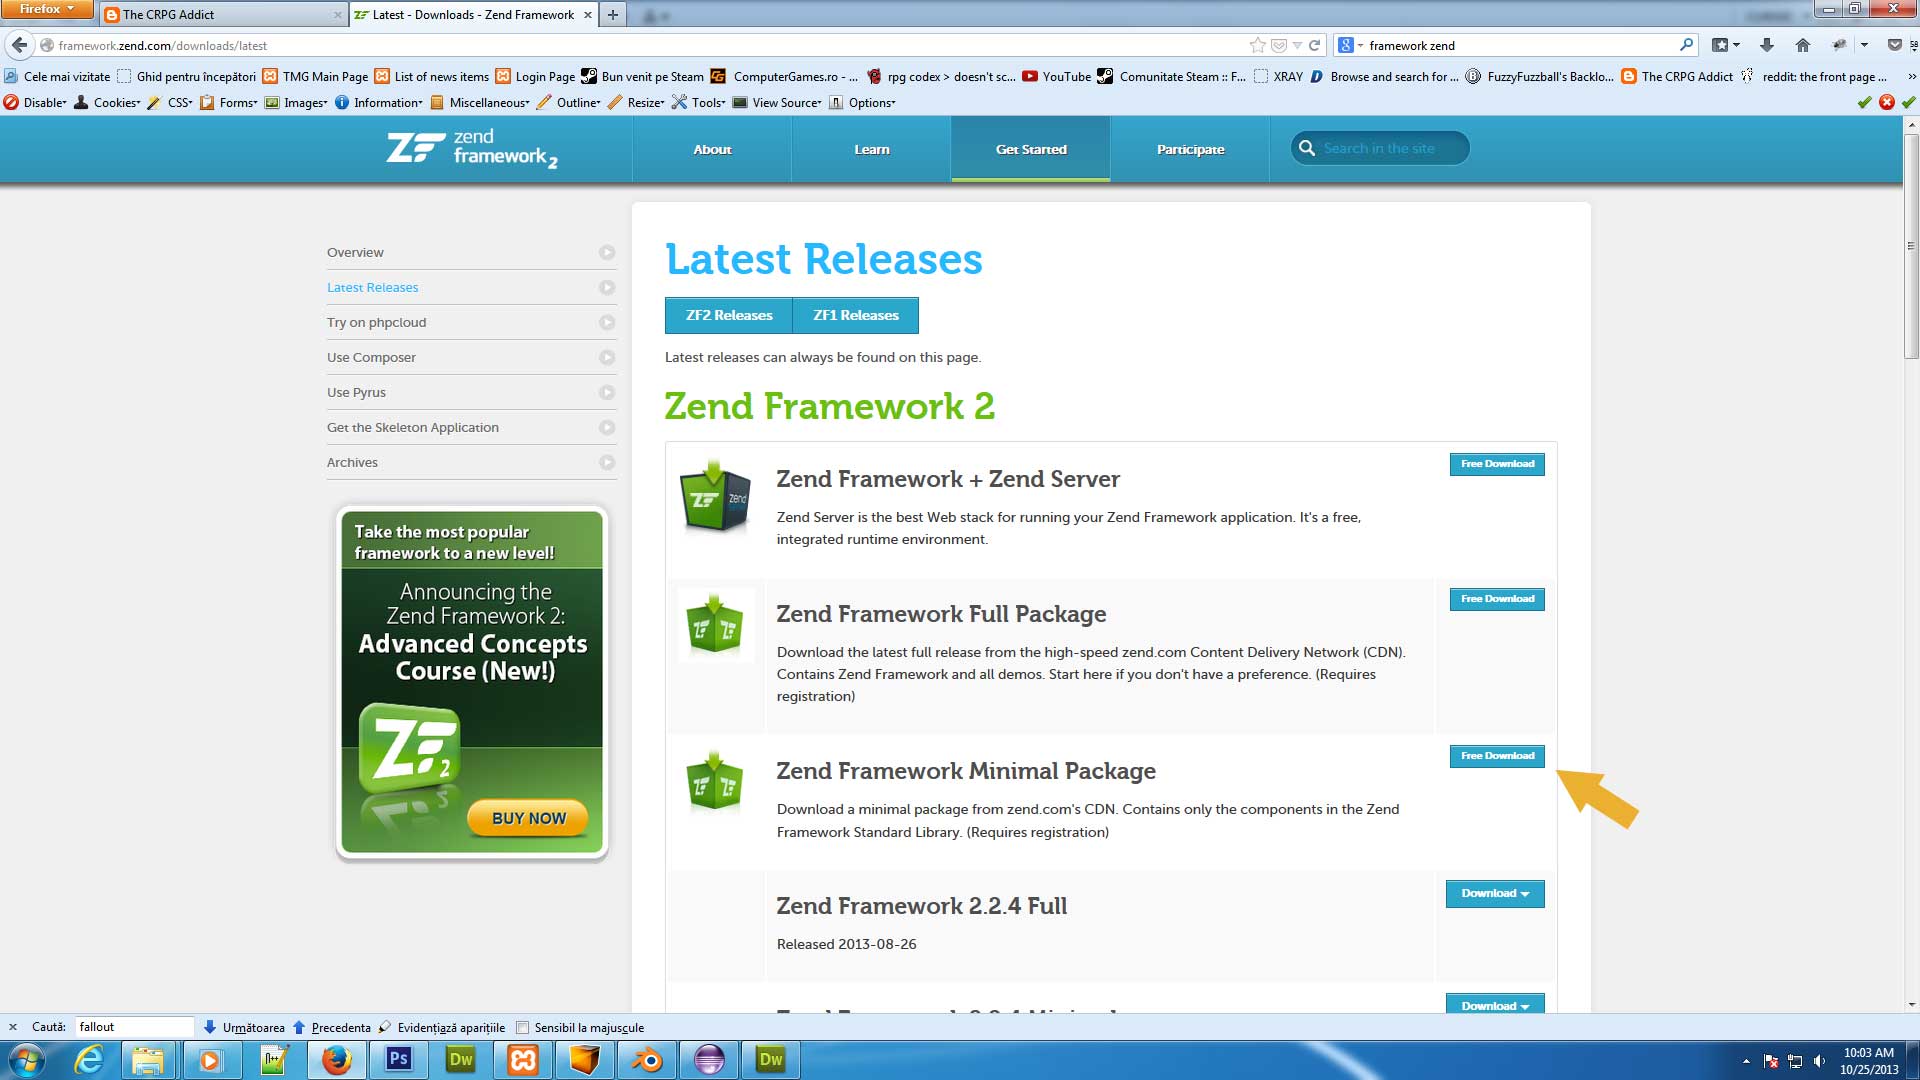 Firefox
The CRPG Addict
Latest - Downloads - Zend Framework
framework.zend.com/downloads/latest
framework zend
Cele mai vizitate
Ghid pentru începători
TMG Main Page
List of news items
Login Page
Bun venit pe Steam
ComputerGames.ro - ...
rpg codex > doesn't sc...
YouTube
Comunitate Steam :: F...
XRAY
Browse and search for ...
FuzzyFuzzball's Backlo...
The CRPG Addict
reddit: the front page ...
Disable
Cookies
CSS
Forms
Images
Information
Miscellaneous
Outline
Resize
Tools
View Source
Options
zend
framework 2
About
Learn
Get Started
Participate
Search in the site
Overview
Latest Releases
Try on phpcloud
Use Composer
Use Pyrus
Get the Skeleton Application
Archives
Take the most popular
framework to a new level!
Announcing the
Zend Framework 2:
Advanced Concepts
Course (New!)
ZF 2
BUY NOW
Latest Releases
ZF2 Releases
ZF1 Releases
Latest releases can always be found on this page.
Zend Framework 2
Zend Framework + Zend Server
Free Download
Zend Server is the best Web stack for running your Zend Framework application. It's a free,
integrated runtime environment.
Zend Framework Full Package
Free Download
Download the latest full release from the high-speed zend.com Content Delivery Network (CDN).
Contains Zend Framework and all demos. Start here if you don't have a preference. (Requires
registration)
Zend Framework Minimal Package
Free Download
Download a minimal package from zend.com's CDN. Contains only the components in the Zend
Framework Standard Library. (Requires registration)
Zend Framework 2.2.4 Full
Download
Released 2013-08-26
Download
Caută:
fallout
Următoarea
Precedenta
Evidențiază aparițiile
Sensibil la majuscule
Ps
Dw
Dw
10:03 AM
10/25/2013